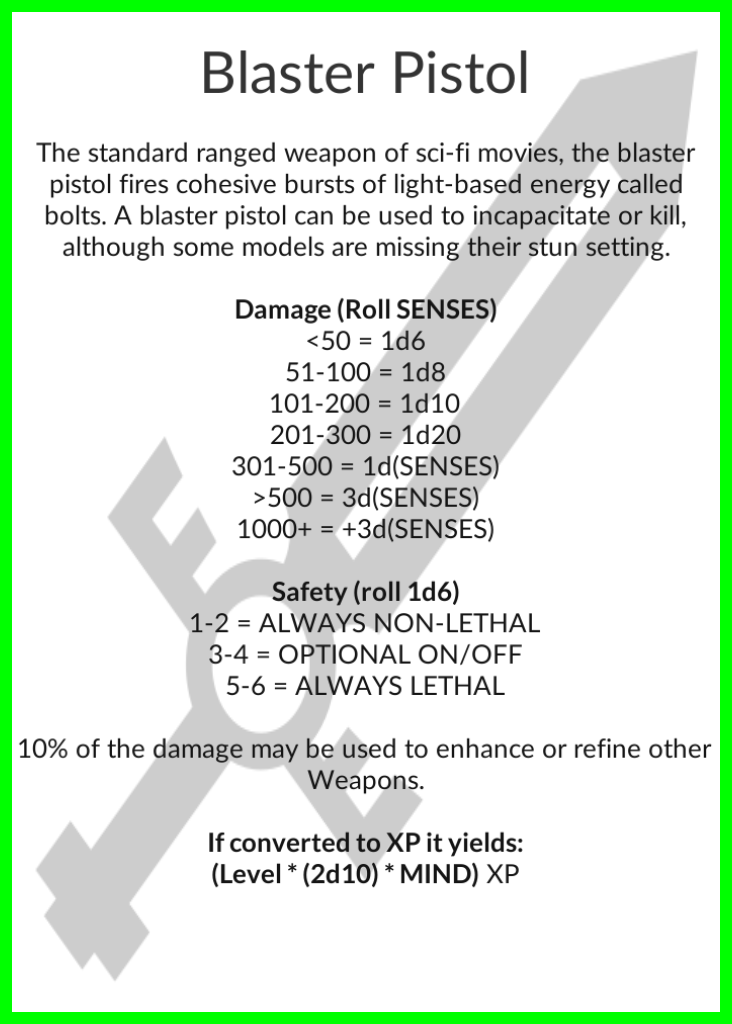 Blaster Pistol
The standard ranged weapon of sci-fi movies, the blaster
pistol fires cohesive bursts of light-based energy called
bolts. A blaster pistol can be used to incapacitate or kill,
although some models are missing their stun setting.
Damage (Roll SENSES)
<50 = 1d6
51-100 = 1d8
101-200 = 1d10
201-300 = 1d20
301-500 = 1d(SENSES)
>500 = 3d(SENSES)
1000+ = +3d(SENSES)
Safety (roll 1d6)
1-2 = ALWAYS NON-LETHAL
3-4 = OPTIONAL ON/OFF
5-6 = ALWAYS LETHAL
10% of the damage may be used to enhance or refine other
Weapons.
If converted to XP it yields:
(Level * (2d10) * MIND) XP